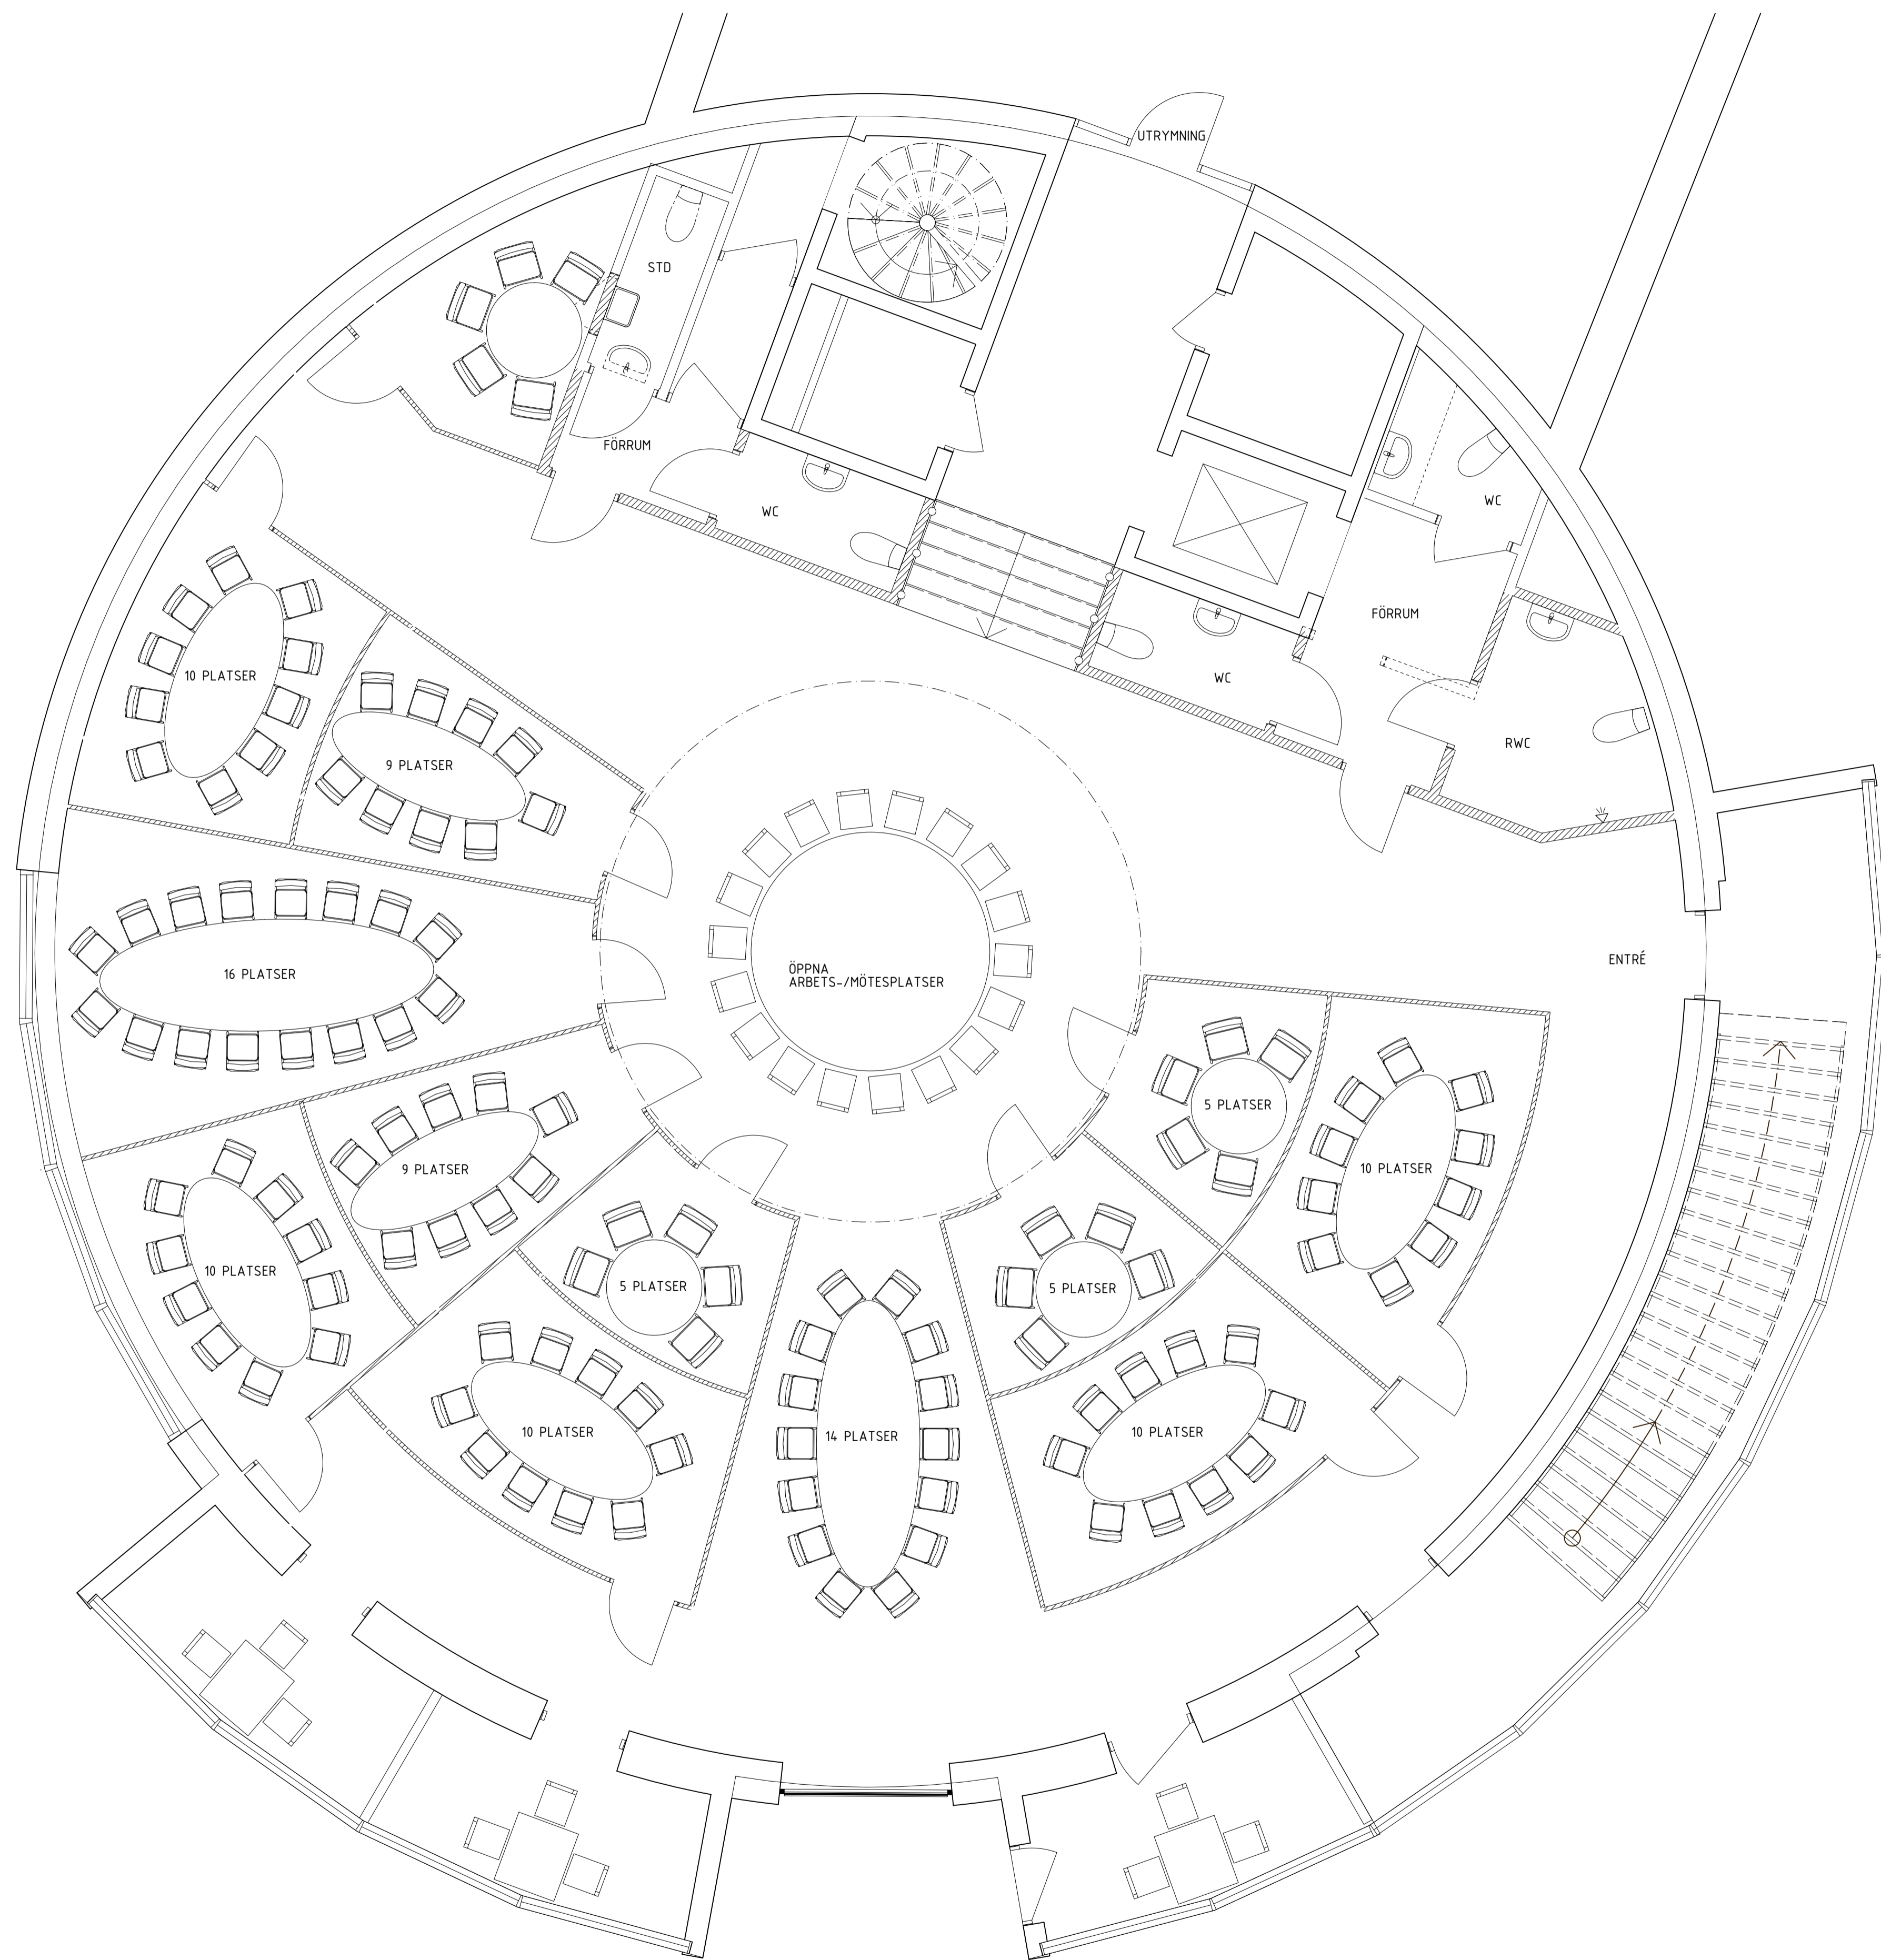 UTRYMNING
STD
FÖRRUM
WC
WC
FÖRRUM
WC
RWC
10 PLATSER
9 PLATSER
16 PLATSER
ÖPPNA
ARBETS-/MÖTESPLATSER
ENTRÉ
5 PLATSER
10 PLATSER
9 PLATSER
10 PLATSER
5 PLATSER
5 PLATSER
10 PLATSER
14 PLATSER
10 PLATSER